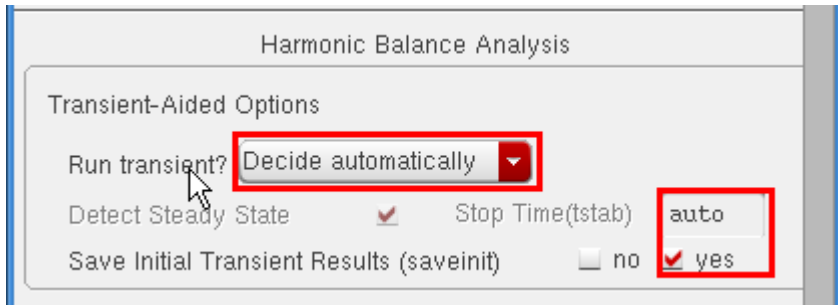 Harmonic Balance Analysis
Transient-Aided Options
Run transient? Decide automatically
Detect Steady State Stop Time(tstab) auto
Save Initial Transient Results (saveinit) no yes